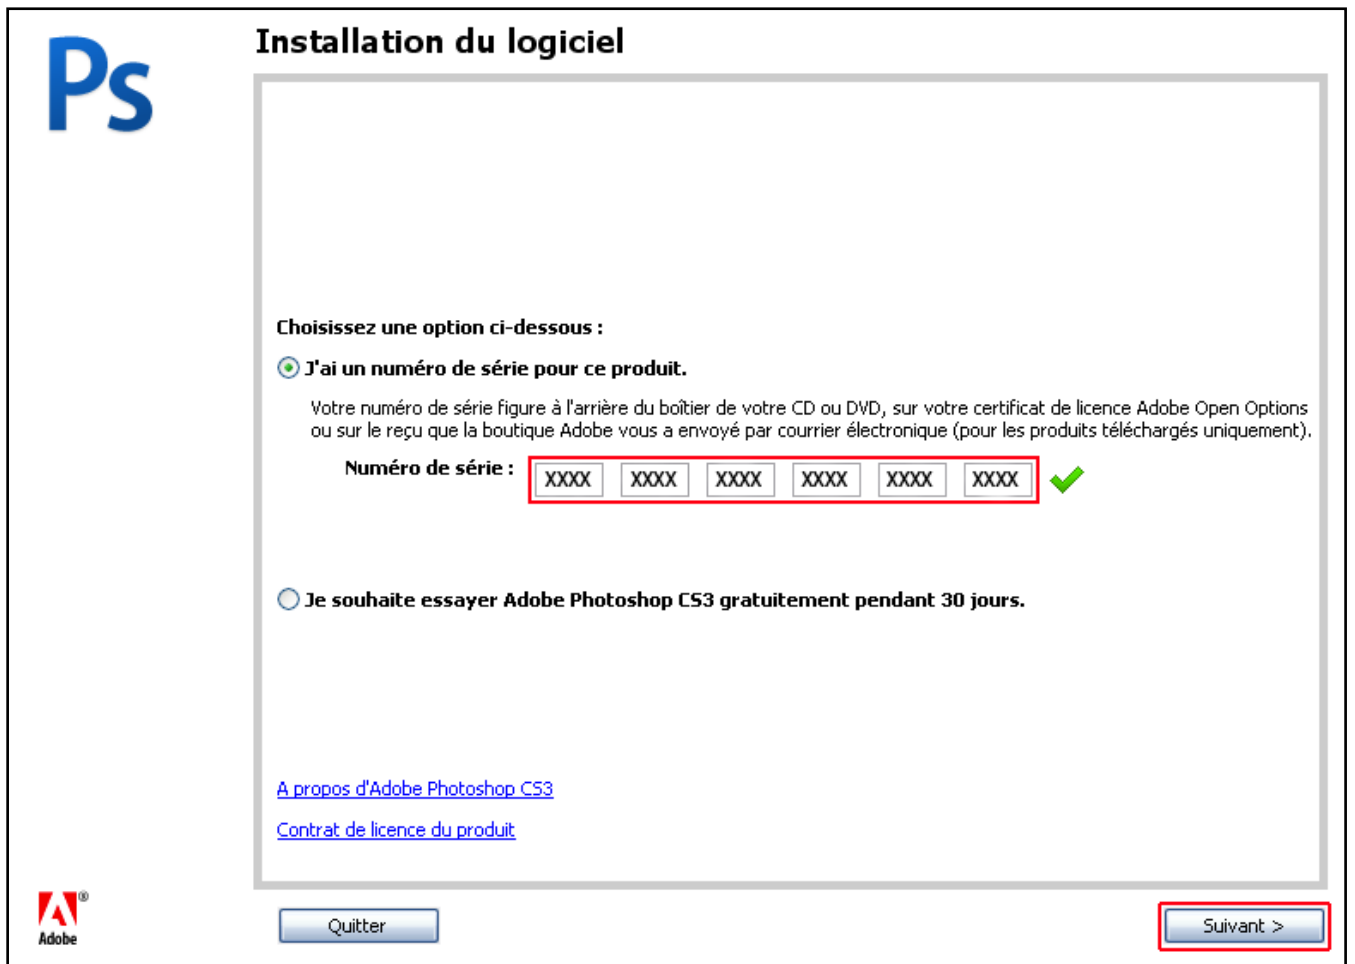 Ps
Installation du logiciel
Choisissez une option ci-dessous :
J'ai un numéro de série pour ce produit.
Votre numéro de série figure à l'arrière du boîtier de votre CD ou DVD, sur votre certificat de licence Adobe Open Options
ou sur le reçu que la boutique Adobe vous a envoyé par courrier électronique (pour les produits téléchargés uniquement).
Numéro de série : XXXX XXXX XXXX XXXX XXXX XXXX
Je souhaite essayer Adobe Photoshop CS3 gratuitement pendant 30 jours.
A propos d'Adobe Photoshop CS3
Contrat de licence du produit
Adobe ®
Quitter
Suivant >